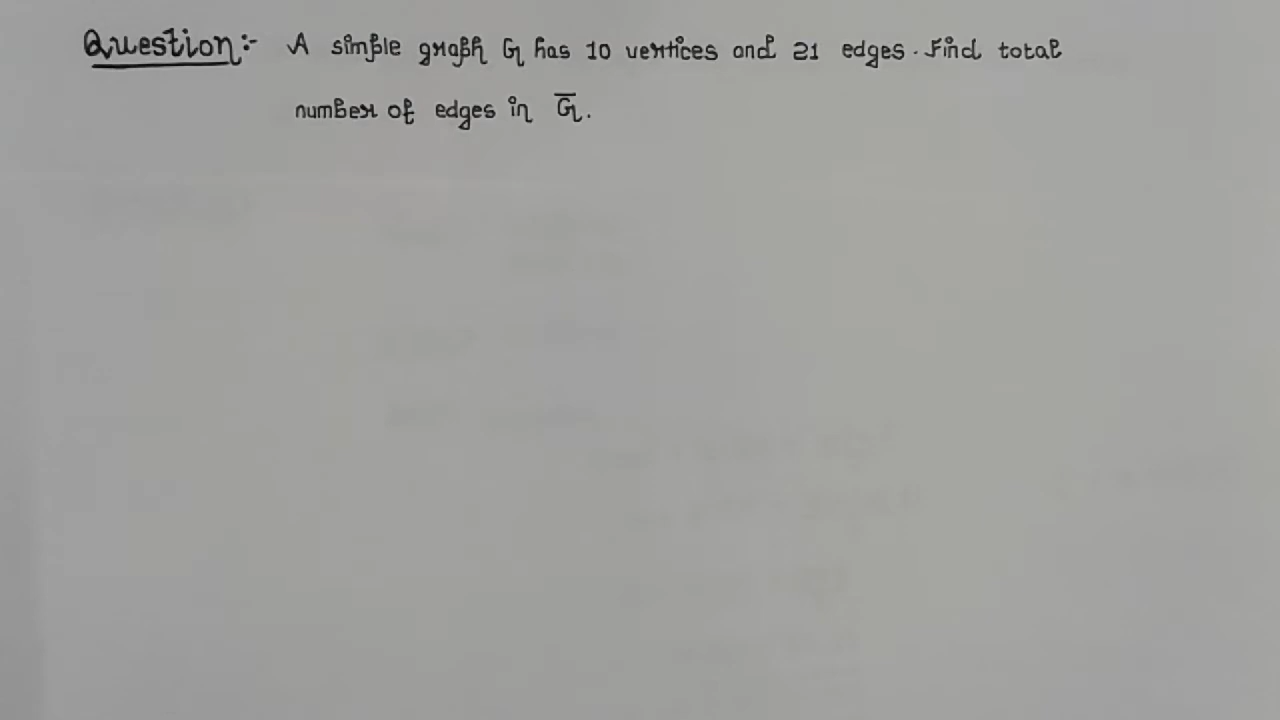 Question:- A simple graph G has 10 vertices and 21 edges. Find total
number of edges in G̅.